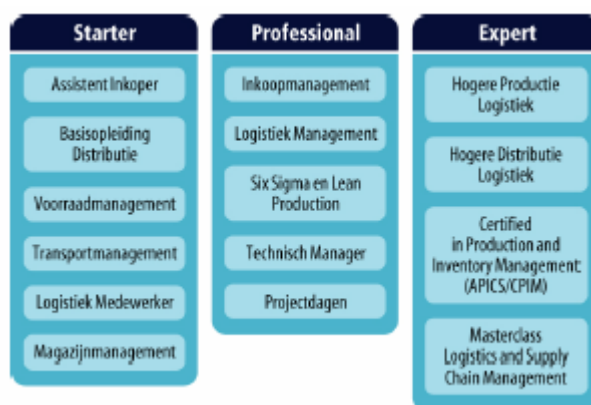 Starter
Assistent Inkoper
Basisopleiding
Distributie
Voorraadmanagement
Transportmanagement
Logistiek Medewerker
Magazijnmanagement
Professional
Inkoopmanagement
Logistiek Management
Six Sigma en Lean
Production
Technisch Manager
Projectdagen
Expert
Hogere Productie
Logistiek
Hogere Distributie
Logistiek
Certified
in Production and
Inventory Management:
(APICS/CPIM)
Masterclass
Logistics and Supply
Chain Management